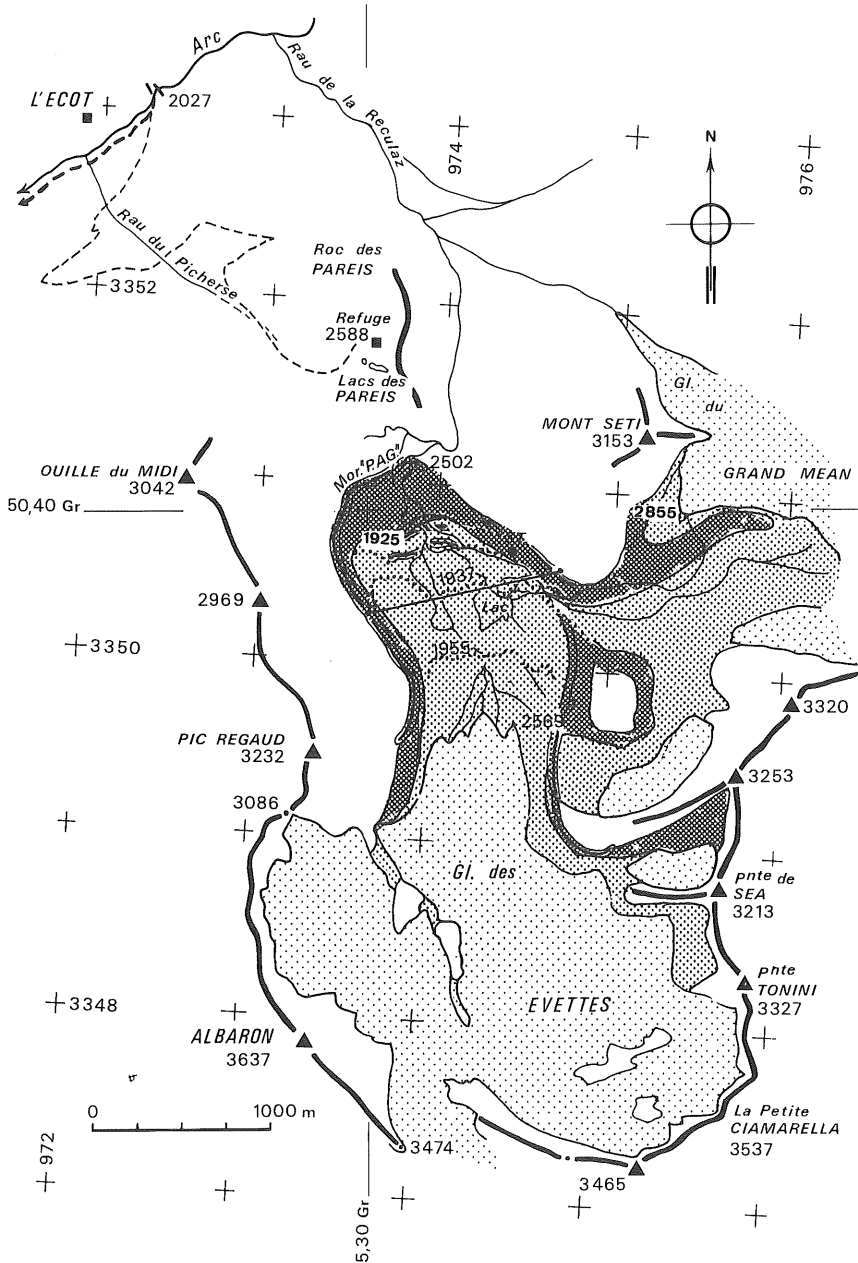 Arc
Rau de la Reculaz
L'ECOT
2027
974
N
976
Rau du Picherse
Roc des
PAREIS
3352
Refuge
2588
Lacs des
PAREIS
Gl.
du
MONT SETI
3153
GRAND MEAN
Mor. "PAG"
2502
OUILLE du MIDI
3042
50,40 Gr
2855
1925
1937
Lac
2969
3350
1955
2569
3320
PIC REGAUD
3232
3253
3086
Gl. des
EVETTES
Pnte de
SEA
3213
Pnte
TONINI
3327
3348
ALBARON
3637
0 1000 m
La Petite
CIAMARELLA
3537
972
3474
3465
5,30 Gr